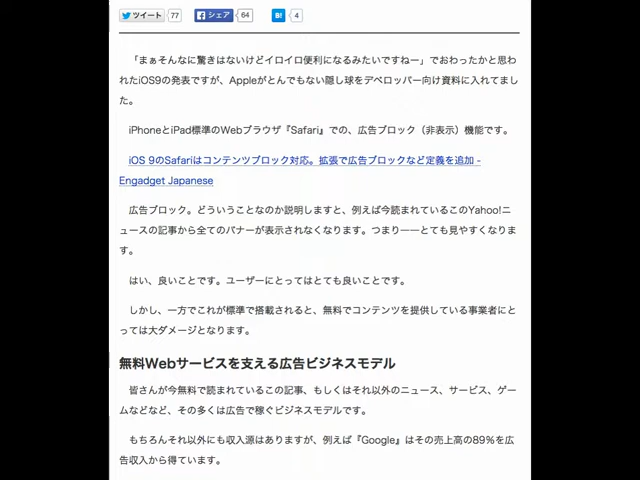 ツイート 77 シェア 64 B! 4
「まぁそんなに驚きはないけどイロイロ便利になるみたいですねー」でおわったかと思わ
れたiOS9の発表ですが、Appleがとんでもない隠し球をデベロッパー向け資料に入れてまし
た。
iPhoneとiPad標準のWebブラウザ『Safari』での、広告ブロック（非表示）機能です。
iOS 9のSafariはコンテンツブロック対応。拡張で広告ブロックなど定義を追加 -
Engadget Japanese
広告ブロック。どういうことなのか説明しますと、例えば今読まれているこのYahoo!ニ
ュースの記事から全てのバナーが表示されなくなります。つまり――とても見やすくなりま
す。
はい、良いことです。ユーザーにとってはとても良いことです。
しかし、一方でこれが標準で搭載されると、無料でコンテンツを提供している事業者にと
っては大ダメージとなります。
無料Webサービスを支える広告ビジネスモデル
皆さんが今無料で読まれているこの記事、もしくはそれ以外のニュース、サービス、ゲー
ムなどなど、その多くは広告で稼ぐビジネスモデルです。
もちろんそれ以外にも収入源はありますが、例えば『Google』はその売上高の89%を広
告収入から得ています。